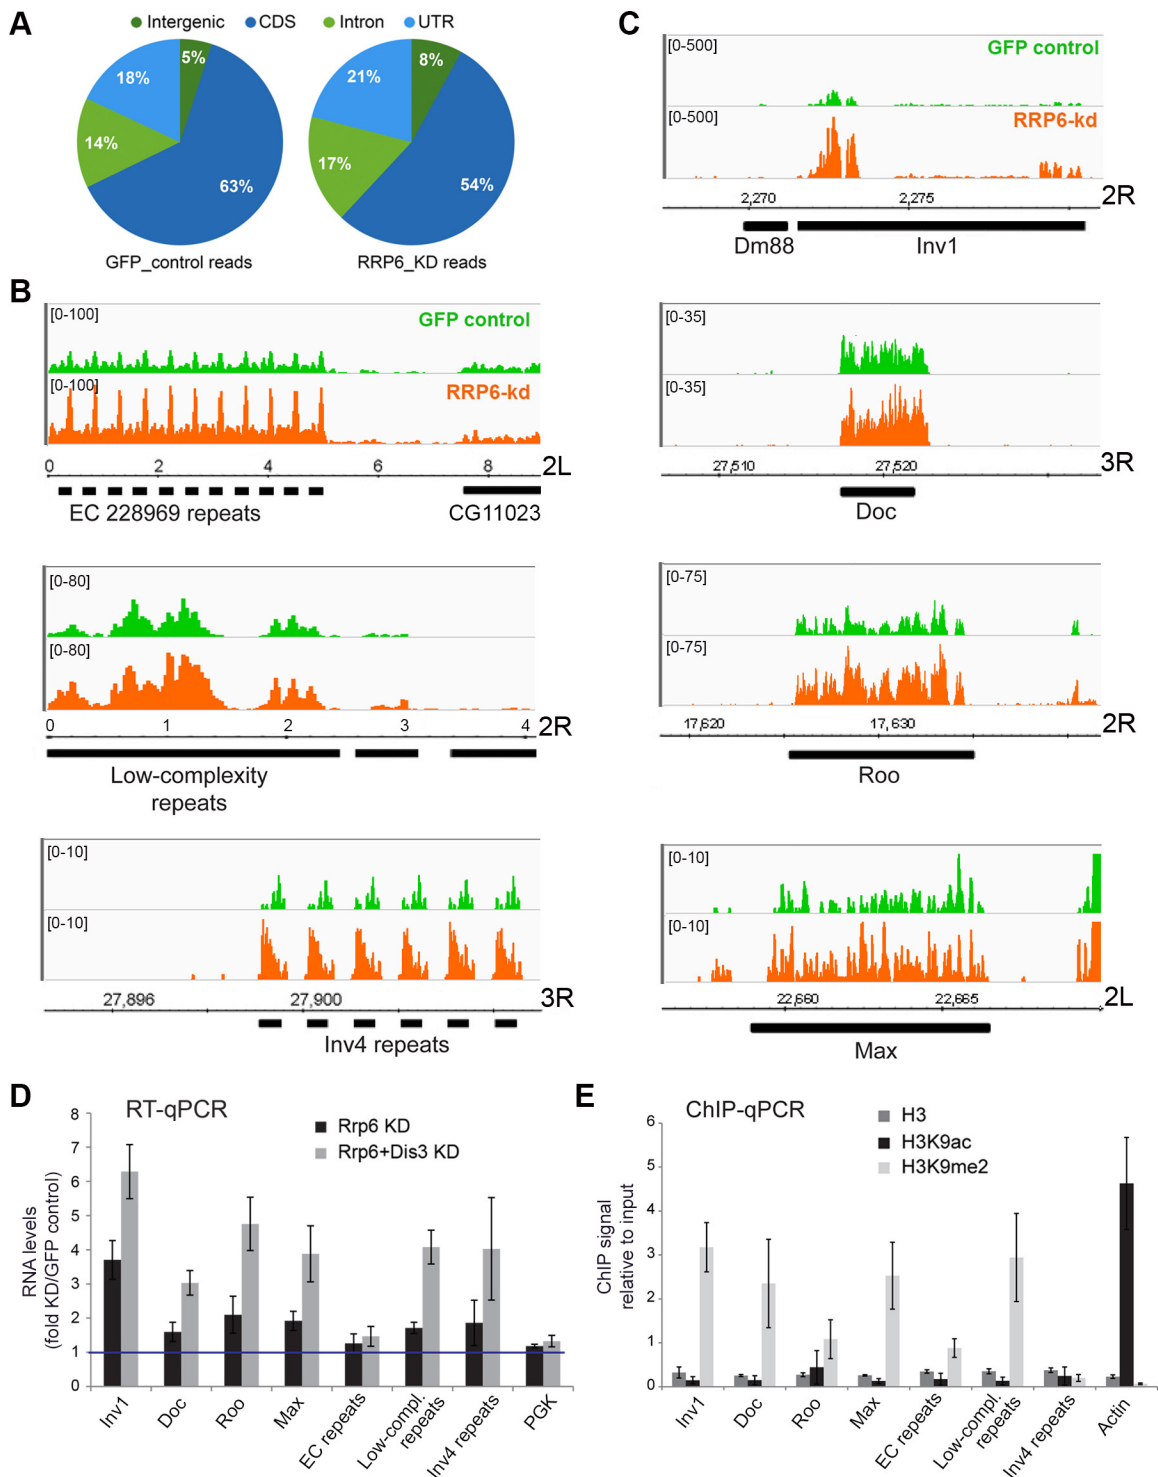 A
Intergenic CDS Intron UTR
5%
18%
14%
63%
8%
21%
17%
54%
GFP_control reads
RRP6_KD reads
B
[0-100]
GFP control
[0-100]
RRP6-kd
0 2 4 6 8 2L
EC 228969 repeats
CG11023
[0-80]
[0-80]
0 1 2 3 4 2R
Low-complexity
repeats
[0-10]
[0-10]
27,896 27,900 3R
Inv4 repeats
C
[0-500]
GFP control
[0-500]
RRP6-kd
2,270 2,275 2R
Dm88 Inv1
[0-35]
[0-35]
27,510 27,520 3R
Doc
[0-75]
[0-75]
17,620 17,630 2R
Roo
[0-10]
[0-10]
22,660 22,665 2L
Max
D
RT-qPCR
Rrp6 KD
Rrp6+Dis3 KD
RNA levels
(fold KD/GFP control)
8
7
6
5
4
3
2
1
0
Inv1
Doc
Roo
Max
EC repeats
Low-compl.
repeats
Inv4 repeats
PGK
E
ChIP-qPCR
H3
H3K9ac
H3K9me2
ChIP signal
relative to input
6
5
4
3
2
1
0
Inv1
Doc
Roo
Max
EC repeats
Low-compl.
repeats
Inv4 repeats
Actin